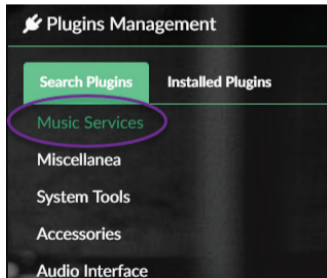 Plugins Management
Search Plugins Installed Plugins
Music Services
Miscellanea
System Tools
Accessories
Audio Interface